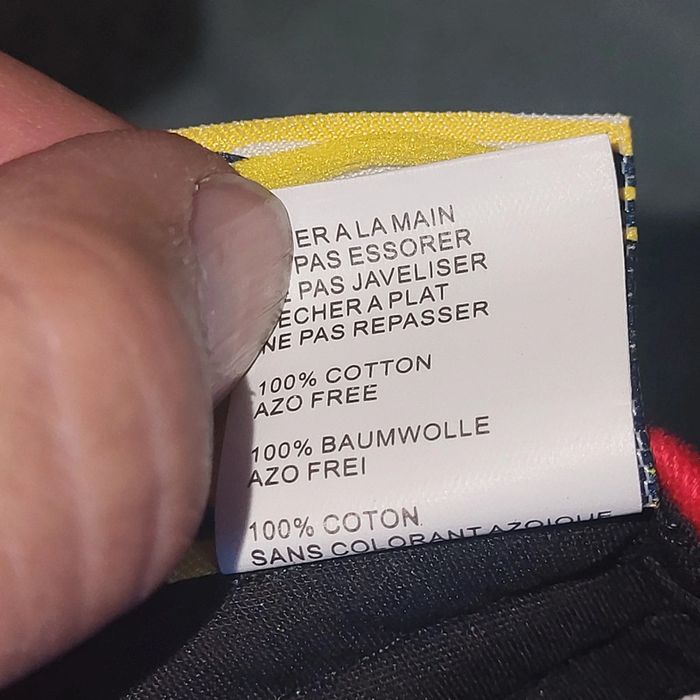 ER A LA MAIN
PAS ESSORER
PAS JAVELISER
ECHER A PLAT
NE PAS REPASSER
100% COTTON
AZO FREE
100% BAUMWOLLE
AZO FREI
100% COTON
SANS COLORANT AZOIQUE